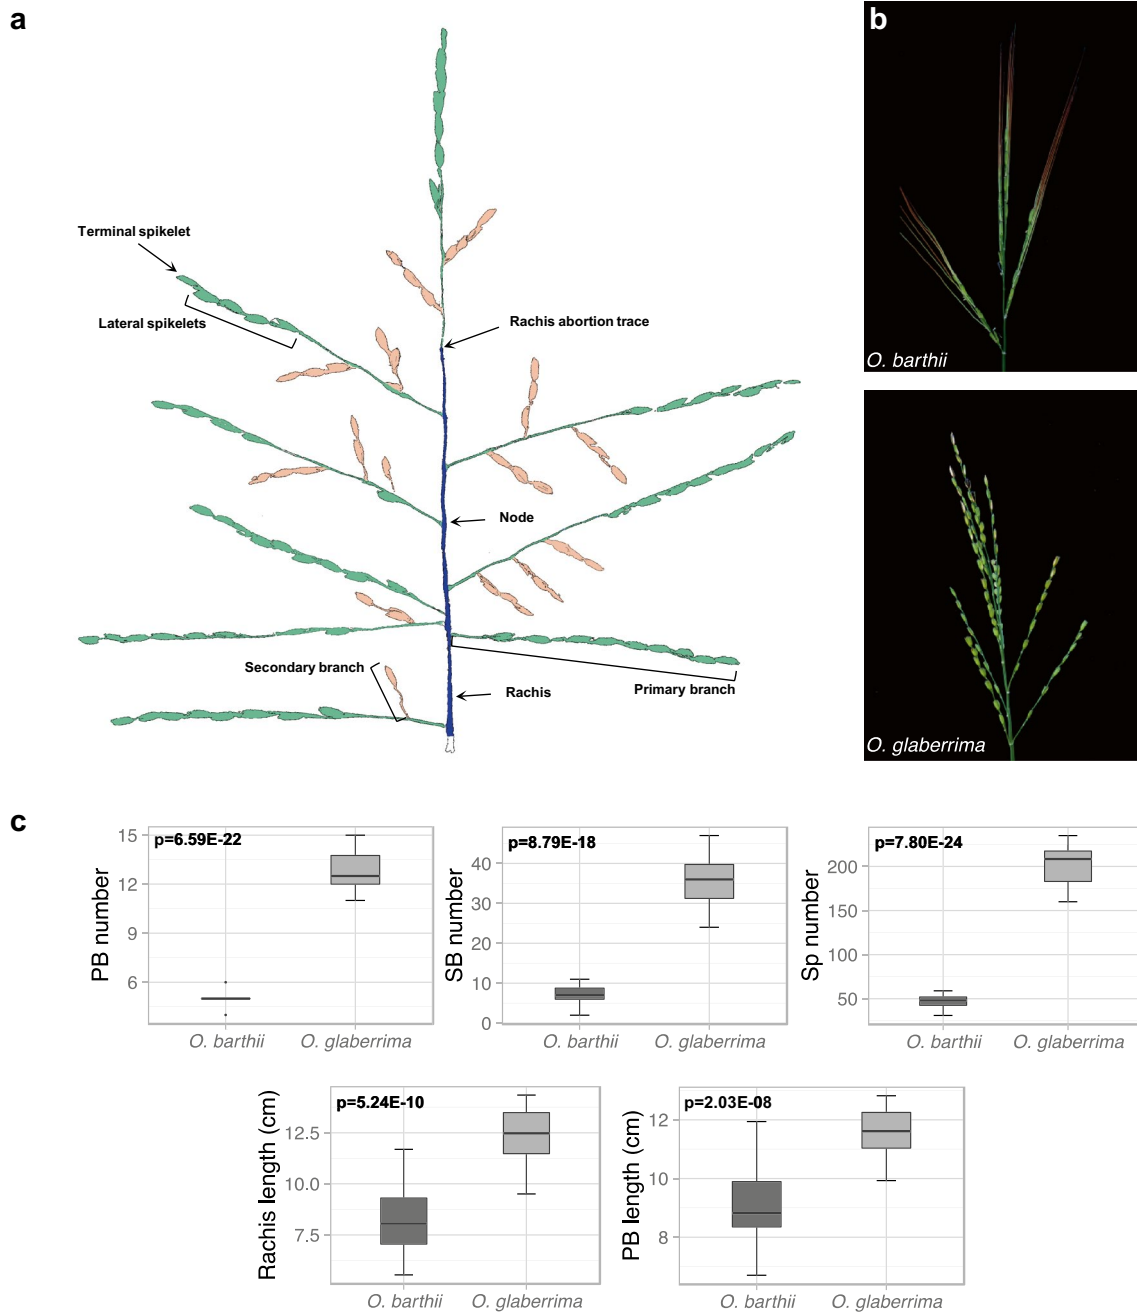 a
b
Terminal spikelet
Lateral spikelets
Rachis abortion trace
Node
Secondary branch
Rachis
Primary branch
O. barthii
O. glaberrima
c
p=6.59E-22
PB number
15
12
9
6
O. barthii
O. glaberrima
p=8.79E-18
SB number
40
30
20
10
0
O. barthii
O. glaberrima
p=7.80E-24
Sp number
200
150
100
50
O. barthii
O. glaberrima
p=5.24E-10
Rachis length (cm)
12.5
10.0
7.5
O. barthii
O. glaberrima
p=2.03E-08
PB length (cm)
12
10
8
O. barthii
O. glaberrima